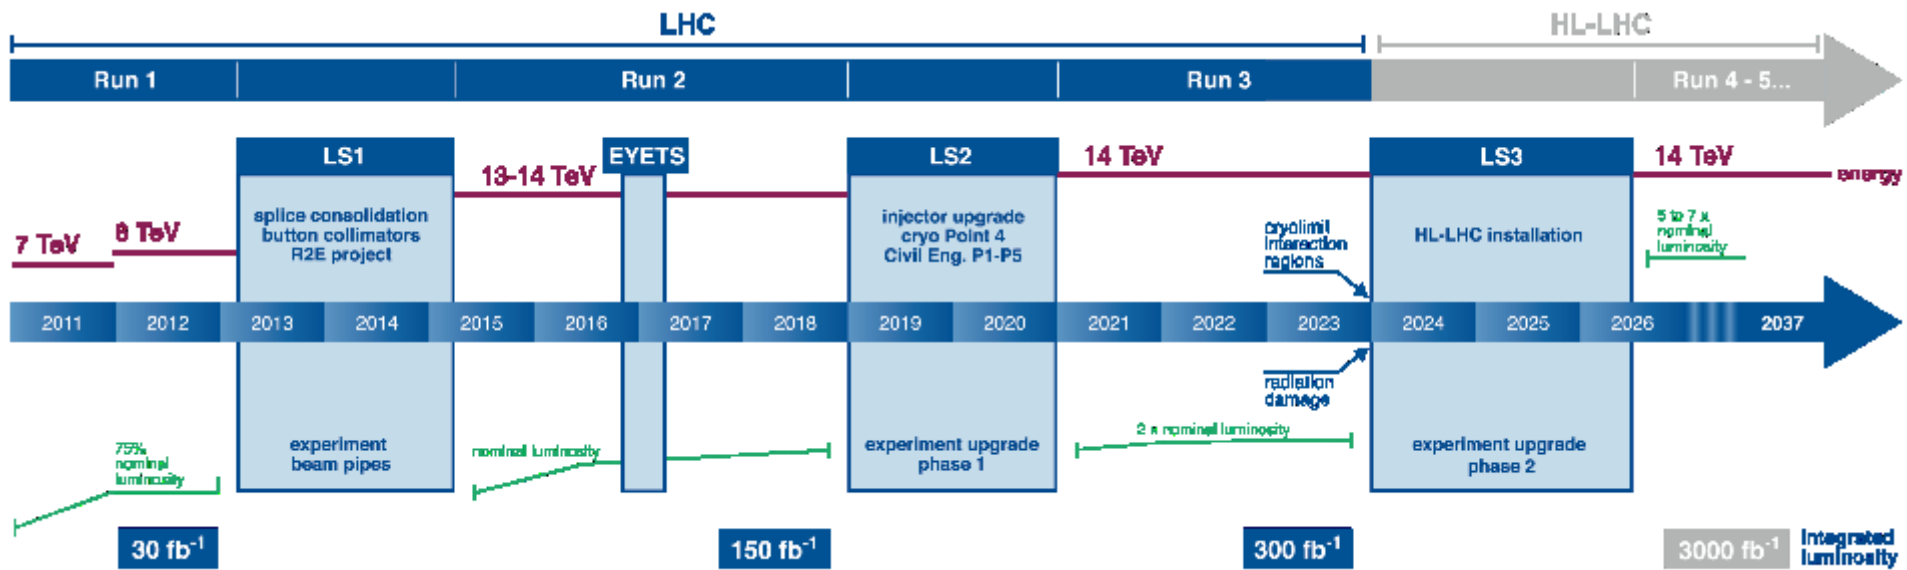 LHC
HL-LHC
Run 1
Run 2
Run 3
Run 4 - 5...
LS1
EYETS
LS2
14 TeV
LS3
14 TeV
13-14 TeV
energy
7 TeV
8 TeV
splice consolidation
button collimators
R2E project
injector upgrade
cryo Point 4
Civil Eng. P1-P5
cryolimit
interaction
regions
HL-LHC installation
5 to 7 x
nominal
luminosity
2011
2012
2013
2014
2015
2016
2017
2018
2019
2020
2021
2022
2023
2024
2025
2026
2037
radiation
damage
75%
nominal
luminosity
experiment
beam pipes
nominal luminosity
experiment upgrade
phase 1
2 x nominal luminosity
experiment upgrade
phase 2
30 fb⁻¹
150 fb⁻¹
300 fb⁻¹
3000 fb⁻¹
integrated
luminosity